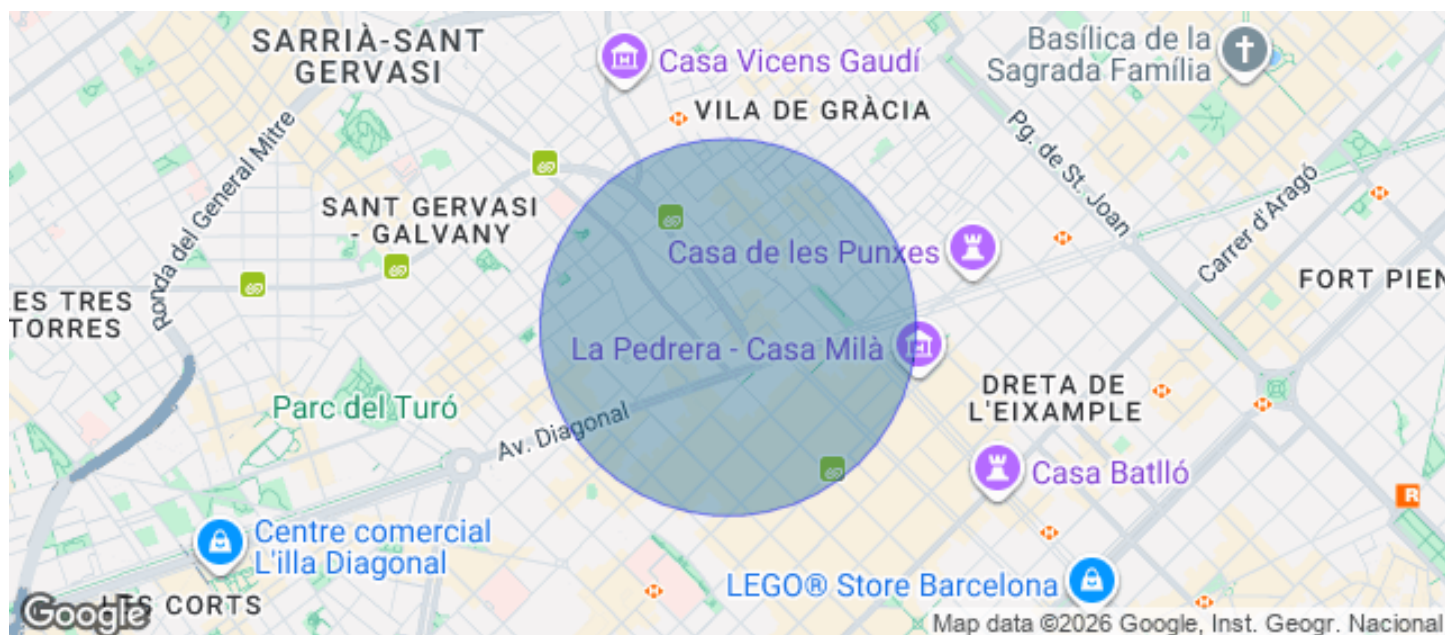 SARRIÀ-SANT
GERVASI
Casa Vicens Gaudí
Basílica de la
Sagrada Família
VILA DE GRÀCIA
Ronda del General Mitre
Pg. de St. Joan
Carrer d'Aragó
SANT GERVASI
- GALVANY
Casa de les Punxes
FORT PIEN
ES TRES
TORRES
La Pedrera - Casa Milà
DRETA DE
L'EIXAMPLE
Parc del Turó
Av. Diagonal
Casa Batlló
R
Centre comercial
L'illa Diagonal
LEGO® Store Barcelona
LES CORTS
Google
Map data ©2026 Google, Inst. Geogr. Nacional